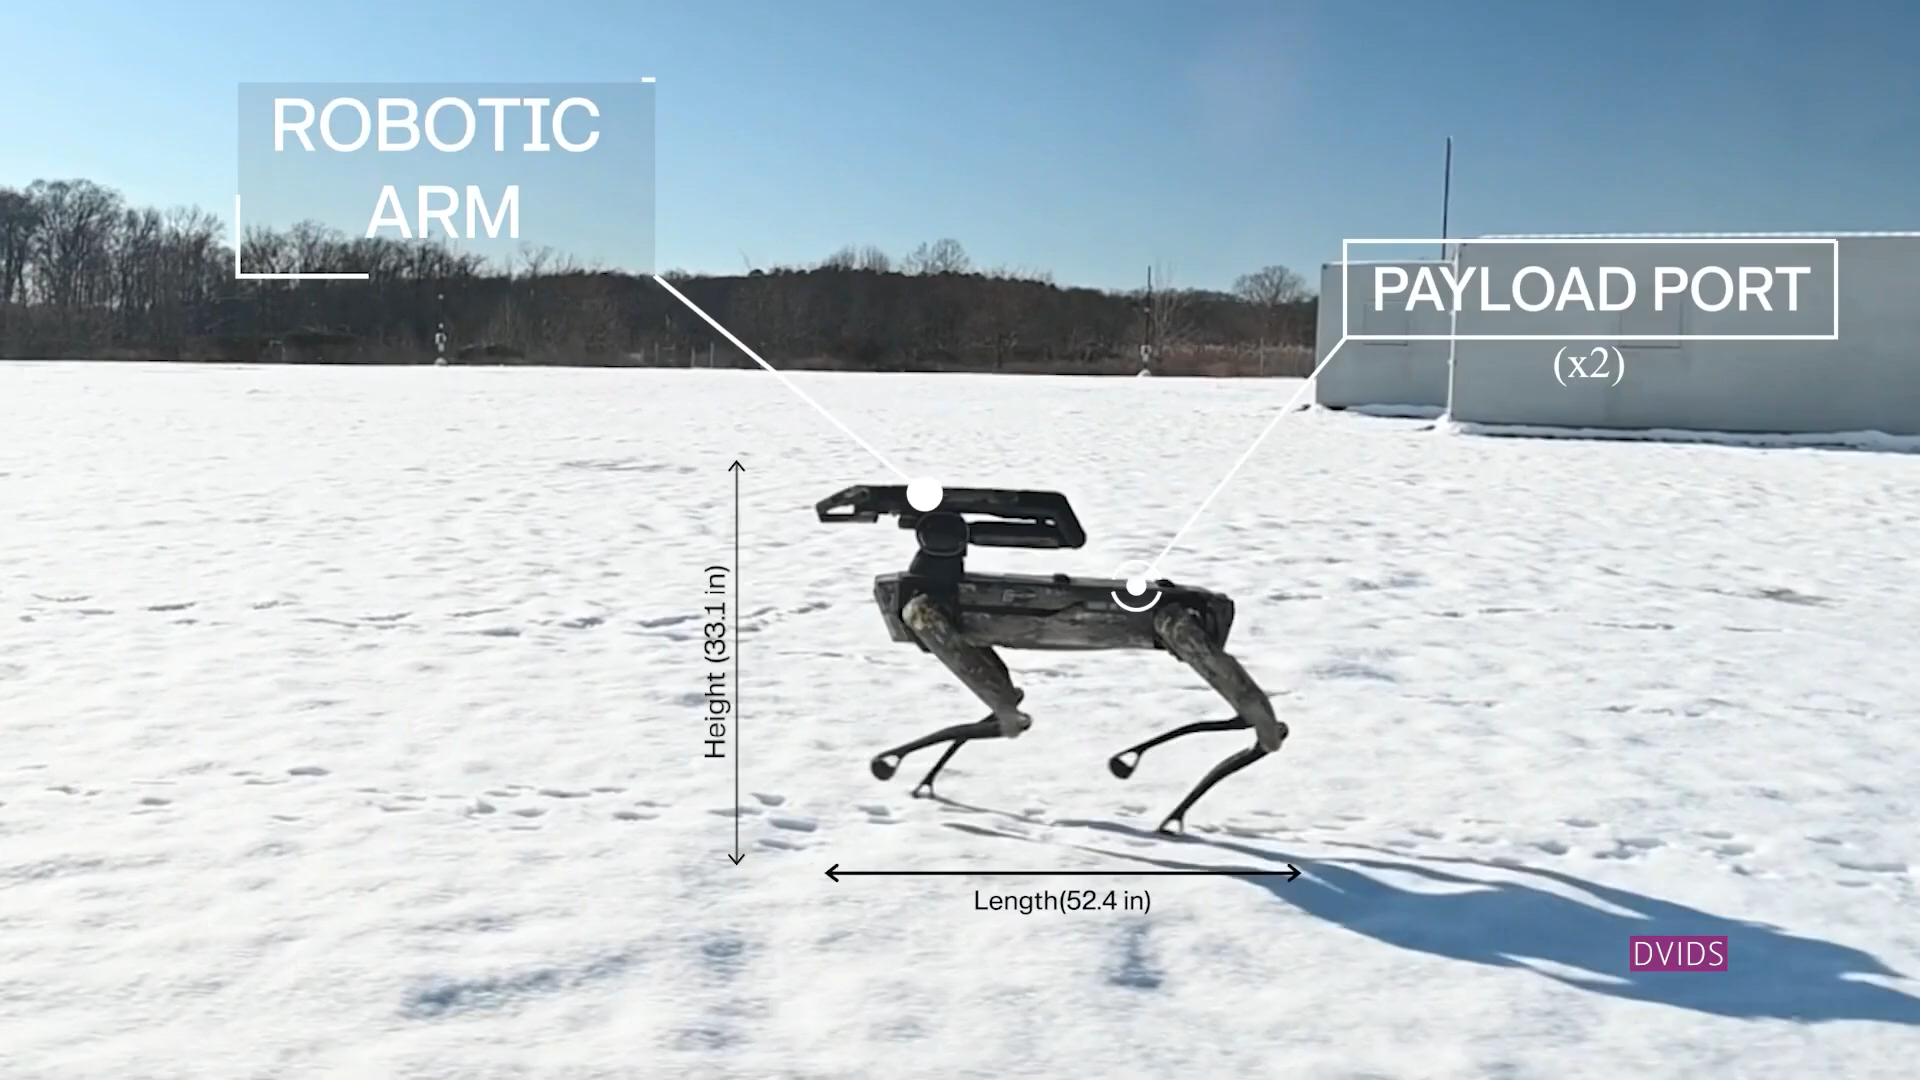 ROBOTIC
ARM
PAYLOAD PORT
(x2)
Height (33.1 in)
Length(52.4 in)
DVIDS